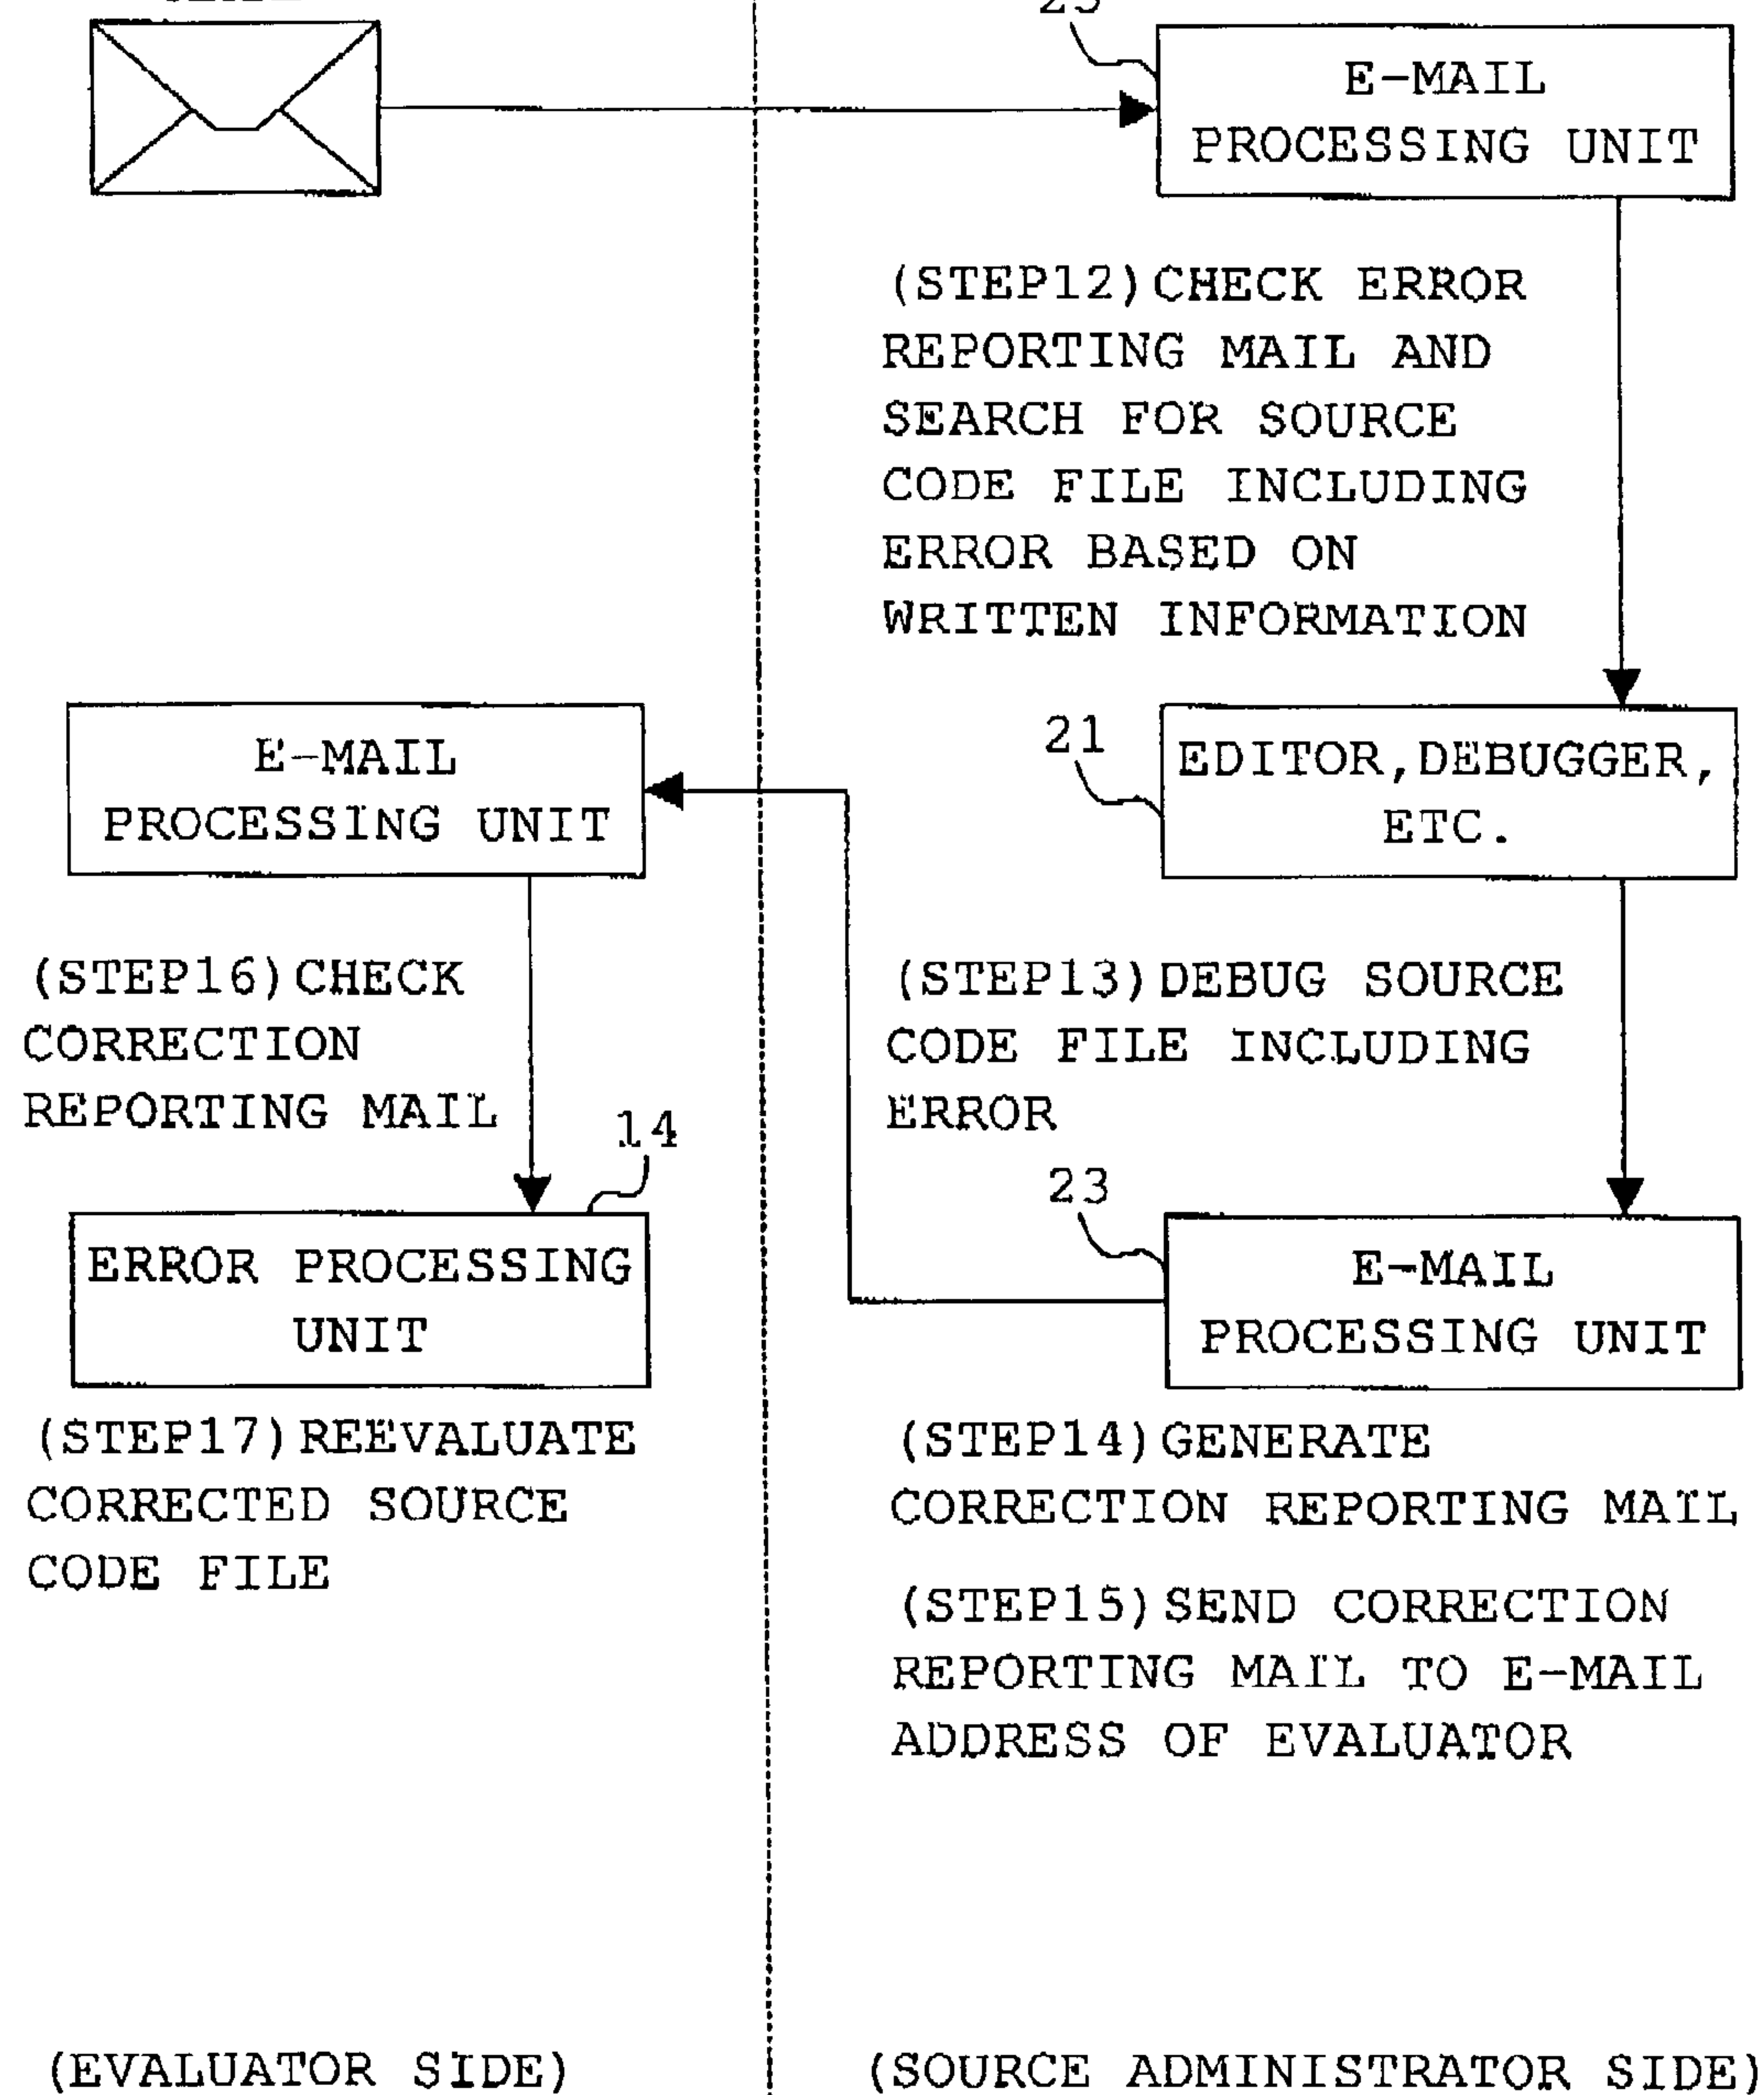 E-MAIL
PROCESSING UNIT
(STEP12)CHECK ERROR
REPORTING MAIL AND
SEARCH FOR SOURCE
CODE FILE INCLUDING
ERROR BASED ON
WRITTEN INFORMATION
E-MAIL
PROCESSING UNIT
21
EDITOR,DEBUGGER,
ETC.
(STEP16)CHECK
CORRECTION
REPORTING MAIL
14
(STEP13)DEBUG SOURCE
CODE FILE INCLUDING
ERROR
23
ERROR PROCESSING
UNIT
E-MAIL
PROCESSING UNIT
(STEP17)REEVALUATE
CORRECTED SOURCE
CODE FILE
(STEP14)GENERATE
CORRECTION REPORTING MAIL
(STEP15)SEND CORRECTION
REPORTING MAIL TO E-MAIL
ADDRESS OF EVALUATOR
(EVALUATOR SIDE)
(SOURCE ADMINISTRATOR SIDE)